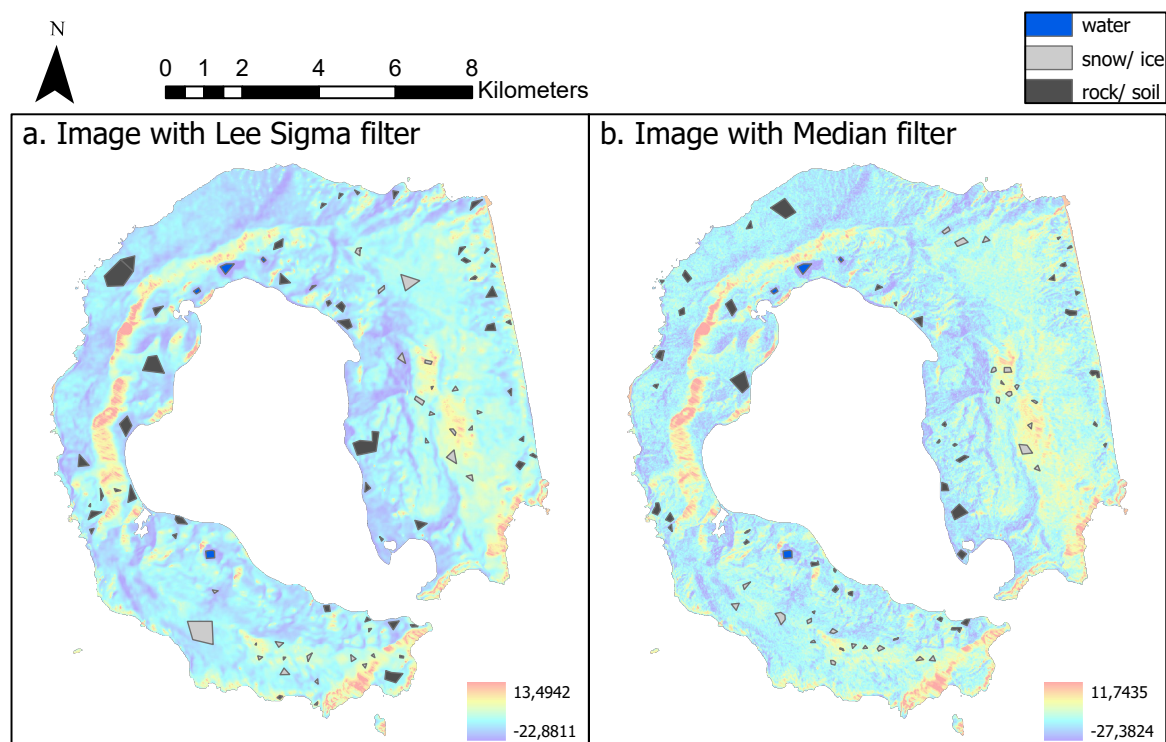 N
0 1 2 4 6 8
Kilometers
water
snow/ ice
rock/ soil
a. Image with Lee Sigma filter
b. Image with Median filter
13,4942
-22,8811
11,7435
-27,3824